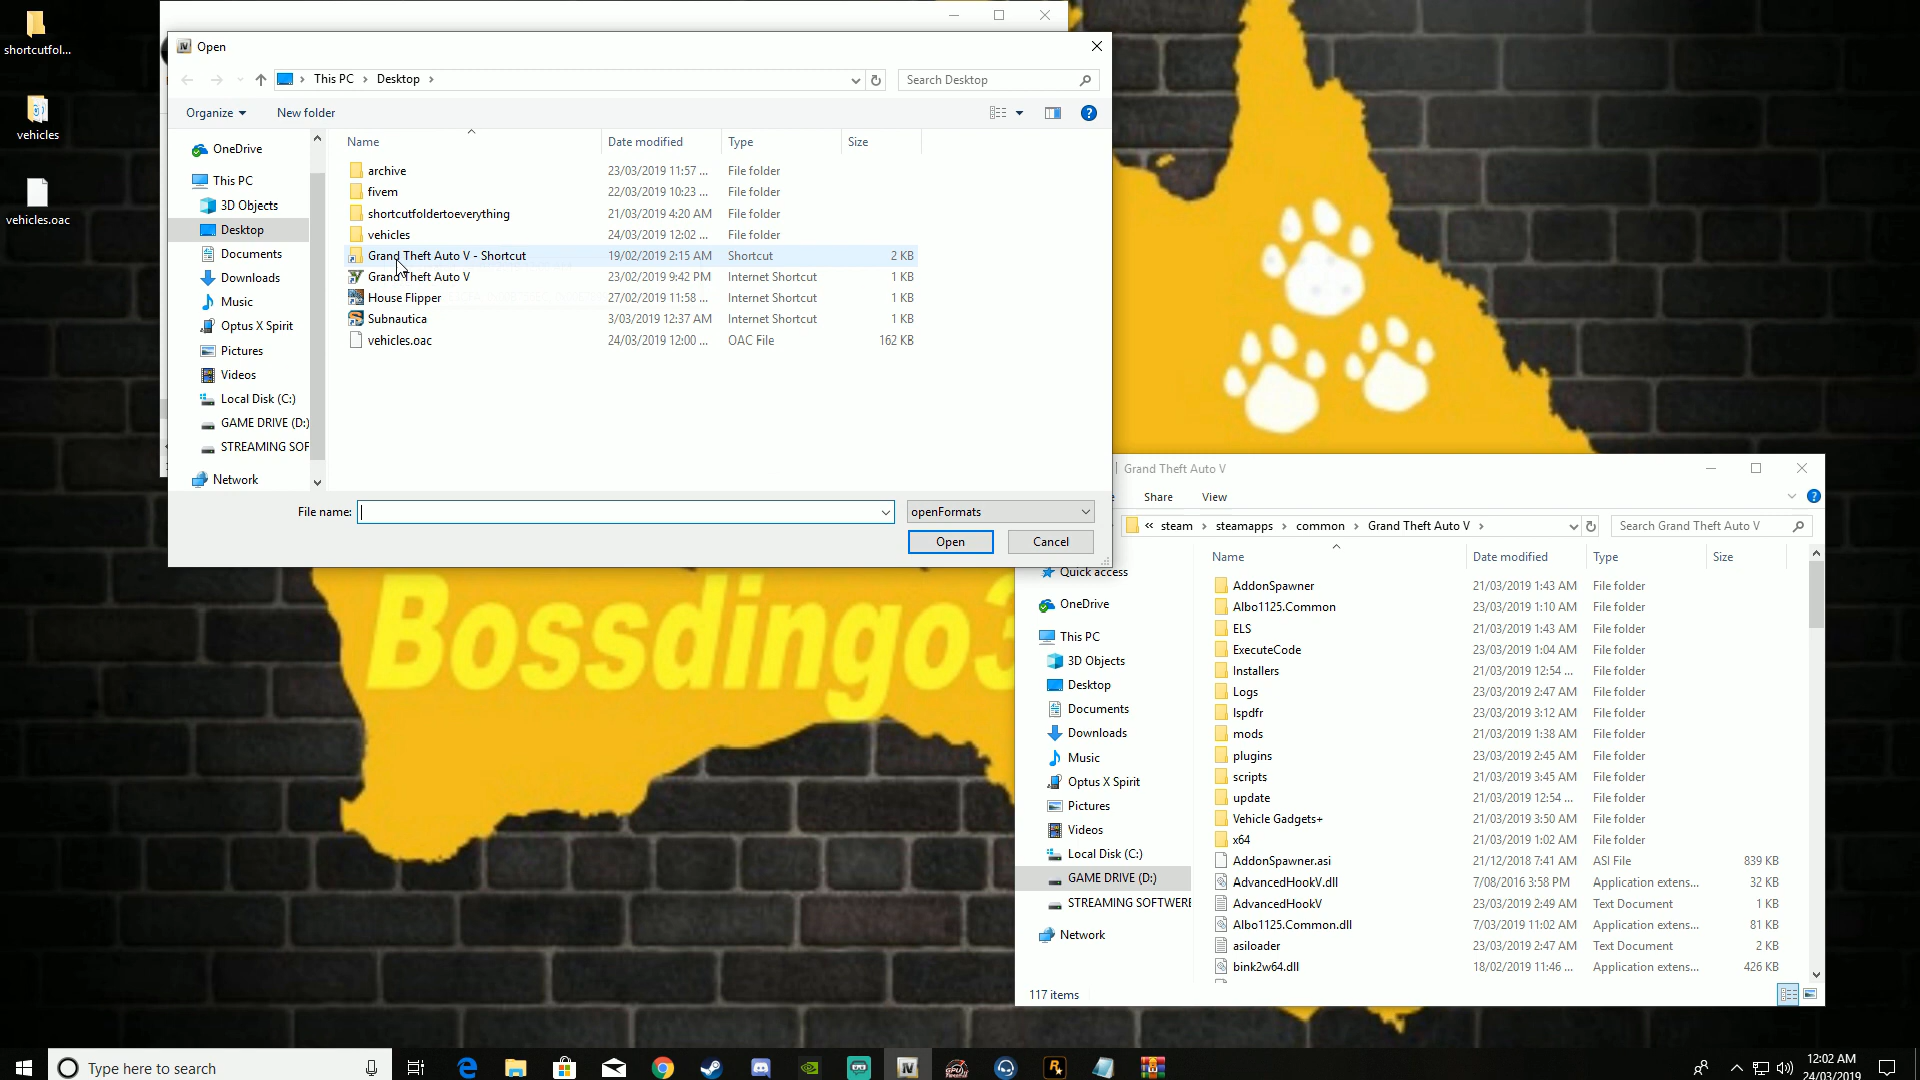 shortcutfol...
vehicles
vehicles.oac
Open
This PC
Desktop
Search Desktop
Organize
New folder
Name
Date modified
Type
Size
OneDrive
This PC
3D Objects
Desktop
Documents
Downloads
Music
Optus X Spirit
Pictures
Videos
Local Disk (C:)
GAME DRIVE (D:)
STREAMING SOF
Network
archive 23/03/2019 11:57 ... File folder
fivem 22/03/2019 10:23 ... File folder
shortcutfoldertoeverything 21/03/2019 4:20 AM File folder
vehicles 24/03/2019 12:02 ... File folder
Grand Theft Auto V - Shortcut 19/02/2019 2:15 AM Shortcut 2 KB
Grand Theft Auto V 23/02/2019 9:42 PM Internet Shortcut 1 KB
House Flipper 27/02/2019 11:58 ... Internet Shortcut 1 KB
Subnautica 3/03/2019 12:37 AM Internet Shortcut 1 KB
vehicles.oac 24/03/2019 12:00 ... OAC File 162 KB
File name:
openFormats
Open
Cancel
Bossdingo3
Grand Theft Auto V
Share
View
« steam
steamapps
common
Grand Theft Auto V
Search Grand Theft Auto V
Name
Date modified
Type
Size
Quick access
OneDrive
This PC
3D Objects
Desktop
Documents
Downloads
Music
Optus X Spirit
Pictures
Videos
Local Disk (C:)
GAME DRIVE (D:)
STREAMING SOFTWERE
Network
AddonSpawner 21/03/2019 1:43 AM File folder
Albo1125.Common 23/03/2019 1:10 AM File folder
ELS 21/03/2019 1:43 AM File folder
ExecuteCode 23/03/2019 1:04 AM File folder
Installers 21/03/2019 12:54 ... File folder
Logs 23/03/2019 2:47 AM File folder
lspdfr 23/03/2019 3:12 AM File folder
mods 21/03/2019 1:38 AM File folder
plugins 23/03/2019 2:45 AM File folder
scripts 21/03/2019 3:45 AM File folder
update 21/03/2019 12:54 ... File folder
Vehicle Gadgets+ 21/03/2019 3:50 AM File folder
x64 21/03/2019 1:02 AM File folder
AddonSpawner.asi 21/12/2018 7:41 AM ASI File 839 KB
AdvancedHookV.dll 7/08/2016 3:58 PM Application extens... 32 KB
AdvancedHookV 23/03/2019 2:49 AM Text Document 1 KB
Albo1125.Common.dll 7/03/2019 11:02 AM Application extens... 81 KB
asiloader 23/03/2019 2:47 AM Text Document 2 KB
bink2w64.dll 18/02/2019 11:46 ... Application extens... 426 KB
117 items
Type here to search
12:02 AM
24/03/2019